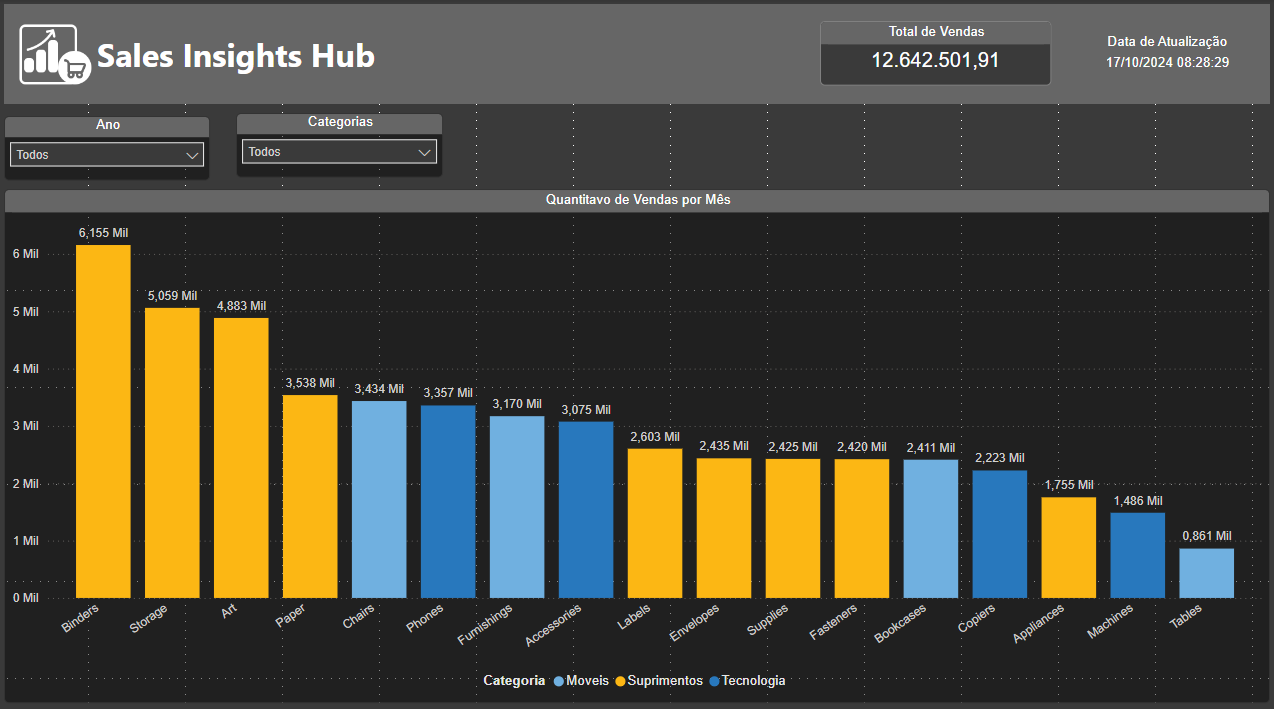 Sales Insights Hub
Total de Vendas
12.642.501,91
Data de Atualização
17/10/2024 08:28:29
Ano
Todos
Categorias
Todos
Quantitavo de Vendas por Mês
6 Mil
5 Mil
4 Mil
3 Mil
2 Mil
1 Mil
0 Mil
6,155 Mil
5,059 Mil
4,883 Mil
3,538 Mil
3,434 Mil
3,357 Mil
3,170 Mil
3,075 Mil
2,603 Mil
2,435 Mil
2,425 Mil
2,420 Mil
2,411 Mil
2,223 Mil
1,755 Mil
1,486 Mil
0,861 Mil
Binders
Storage
Art
Paper
Chairs
Phones
Furnishings
Accessories
Labels
Envelopes
Supplies
Fasteners
Bookcases
Copiers
Appliances
Machines
Tables
Categoria Moveis Suprimentos Tecnologia